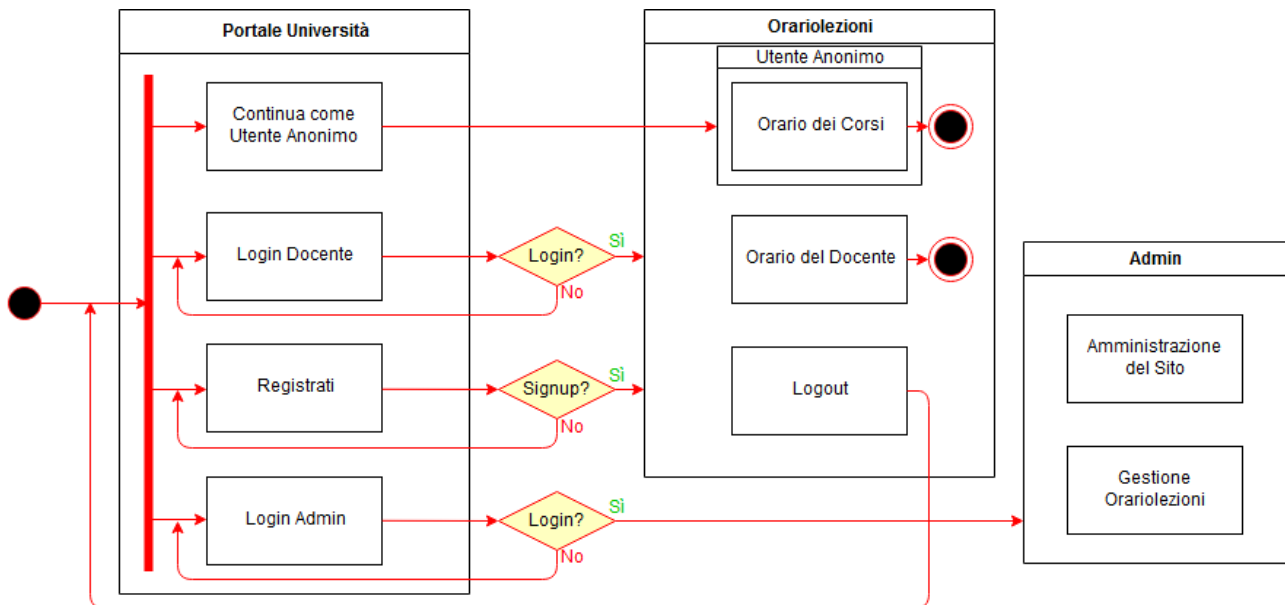 Portale Università
Continua come
Utente Anonimo
Login Docente
Registrati
Login Admin
Login?
Sì
No
Signup?
Sì
No
Login?
Sì
No
Orariolezioni
Utente Anonimo
Orario dei Corsi
Orario del Docente
Logout
Admin
Amministrazione
del Sito
Gestione
Orariolezioni